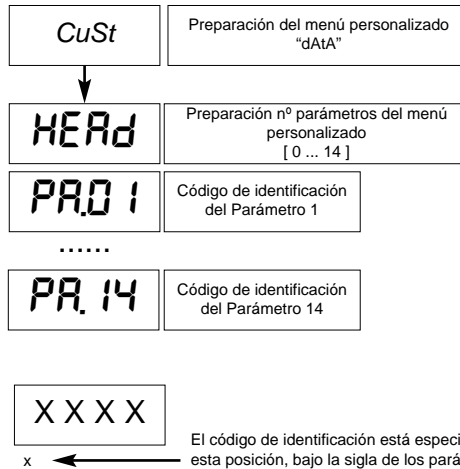 CuSt
Preparación del menú personalizado
“dAtA”
HEAd
Preparación nº parámetros del menú
personalizado
[ 0 ... 14 ]
PA.01
Código de identificación
del Parámetro 1
......
PA.14
Código de identificación
del Parámetro 14
X X X X
El código de identificación está especi
x
esta posición, bajo la sigla de los pará